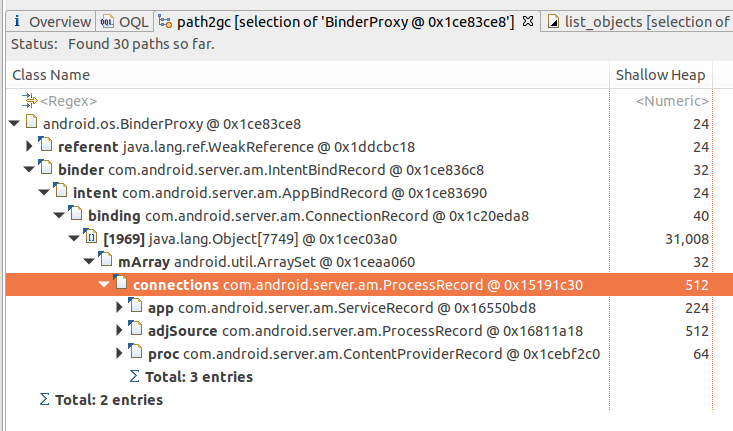 Overview OQL path2gc [selection of 'BinderProxy @ 0x1ce83ce8'] list_objects [selection of
Status: Found 30 paths so far.
Class Name Shallow Heap
<Regex> <Numeric>
android.os.BinderProxy @ 0x1ce83ce8 24
referent java.lang.ref.WeakReference @ 0x1ddcbc18 24
binder com.android.server.am.IntentBindRecord @ 0x1ce836c8 32
intent com.android.server.am.AppBindRecord @ 0x1ce83690 24
binding com.android.server.am.ConnectionRecord @ 0x1c20eda8 40
[1969] java.lang.Object[7749] @ 0x1cec03a0 31,008
mArray android.util.ArraySet @ 0x1ceaa060 32
connections com.android.server.am.ProcessRecord @ 0x15191c30 512
app com.android.server.am.ServiceRecord @ 0x16550bd8 224
adjSource com.android.server.am.ProcessRecord @ 0x16811a18 512
proc com.android.server.am.ContentProviderRecord @ 0x1cebf2c0 64
Σ Total: 3 entries
Σ Total: 2 entries